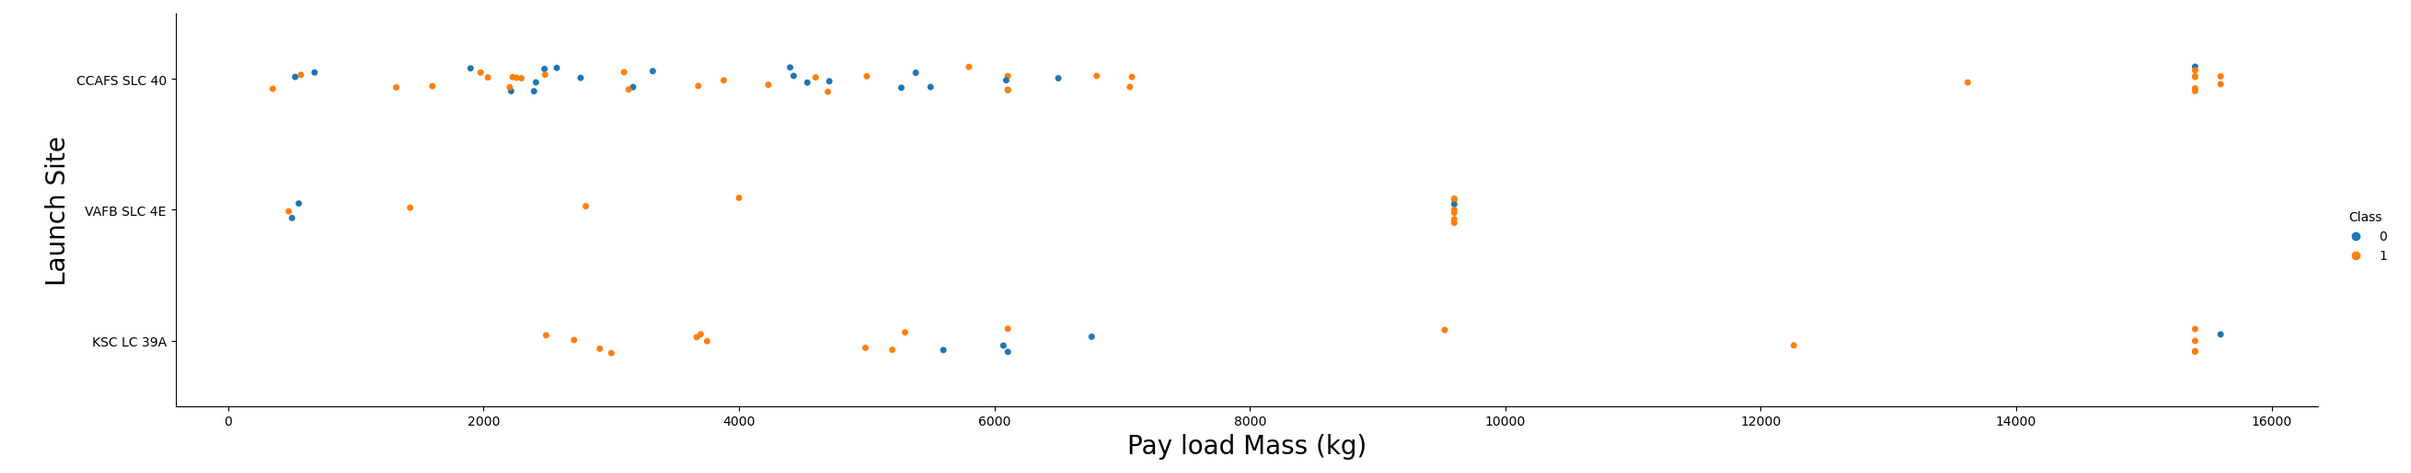 CCAFS SLC 40
VAFB SLC 4E
KSC LC 39A
Launch Site
0 2000 4000 6000 8000 10000 12000 14000 16000
Pay load Mass (kg)
Class
0
1